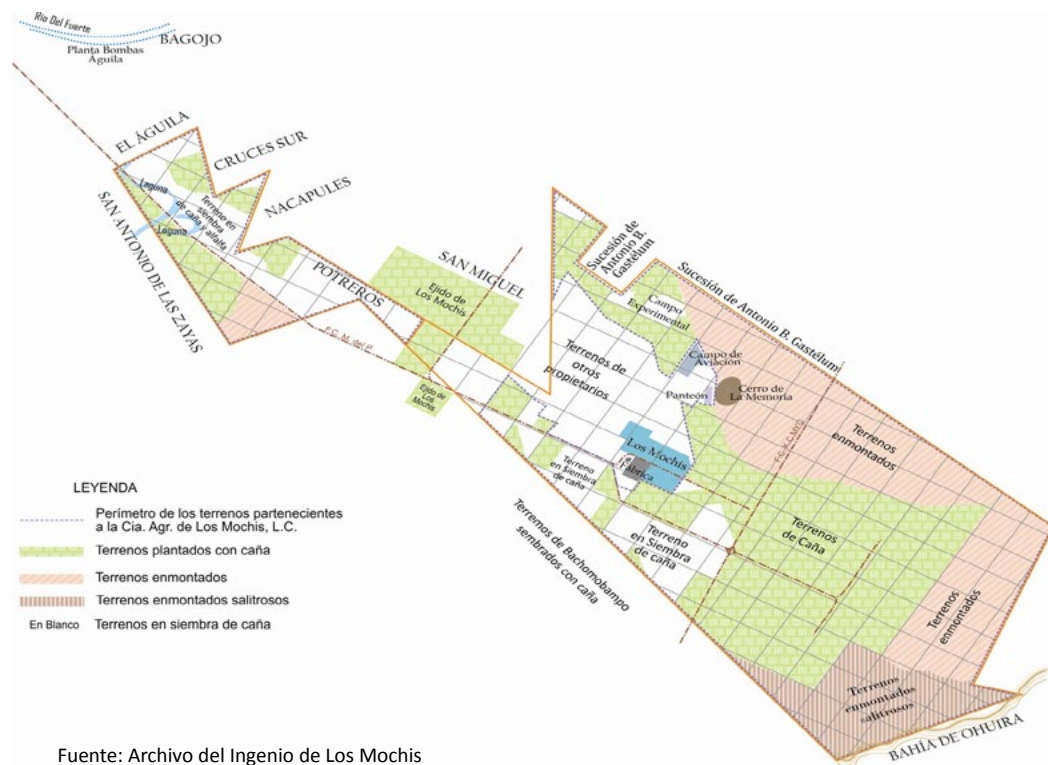 Río Del Fuerte
BAGOJO
Planta Bombas
Águila
EL ÁGUILA
CRUCES SUR
NACAPULES
Laguna
Laguna
Terreno en
siembra
de caña y alfalfa
SAN ANTONIO DE LAS ZAYAS
POTREROS
SAN MIGUEL
Ejido de
Los Mochis
F.C. M. del P.
Ejido de
Los
Mochis
Sucesión de
Antonio B.
Gastélum
Sucesión de Antonio B. Gastélum
Campo
Experimental
Terrenos de
otros
propietarios
Campo de
Aviación
Panteón
Cerro de
La Memoria
Terrenos
enmontados
Los Mochis
Fábrica
Terreno
en Siembra
de caña
Terreno
en Siembra
de caña
Terrenos
de Caña
Terremos de Bachomobampo
sembrados con caña
Terrenos
enmontados
Terrenos
enmontados
salitrosos
BAHÍA DE OHUIRA
LEYENDA
Perímetro de los terrenos partenecientes
a la Cia. Agr. de Los Mochis, L.C.
Terrenos plantados con caña
Terrenos enmontados
Terrenos enmontados salitrosos
En Blanco Terrenos en siembra de caña
Fuente: Archivo del Ingenio de Los Mochis